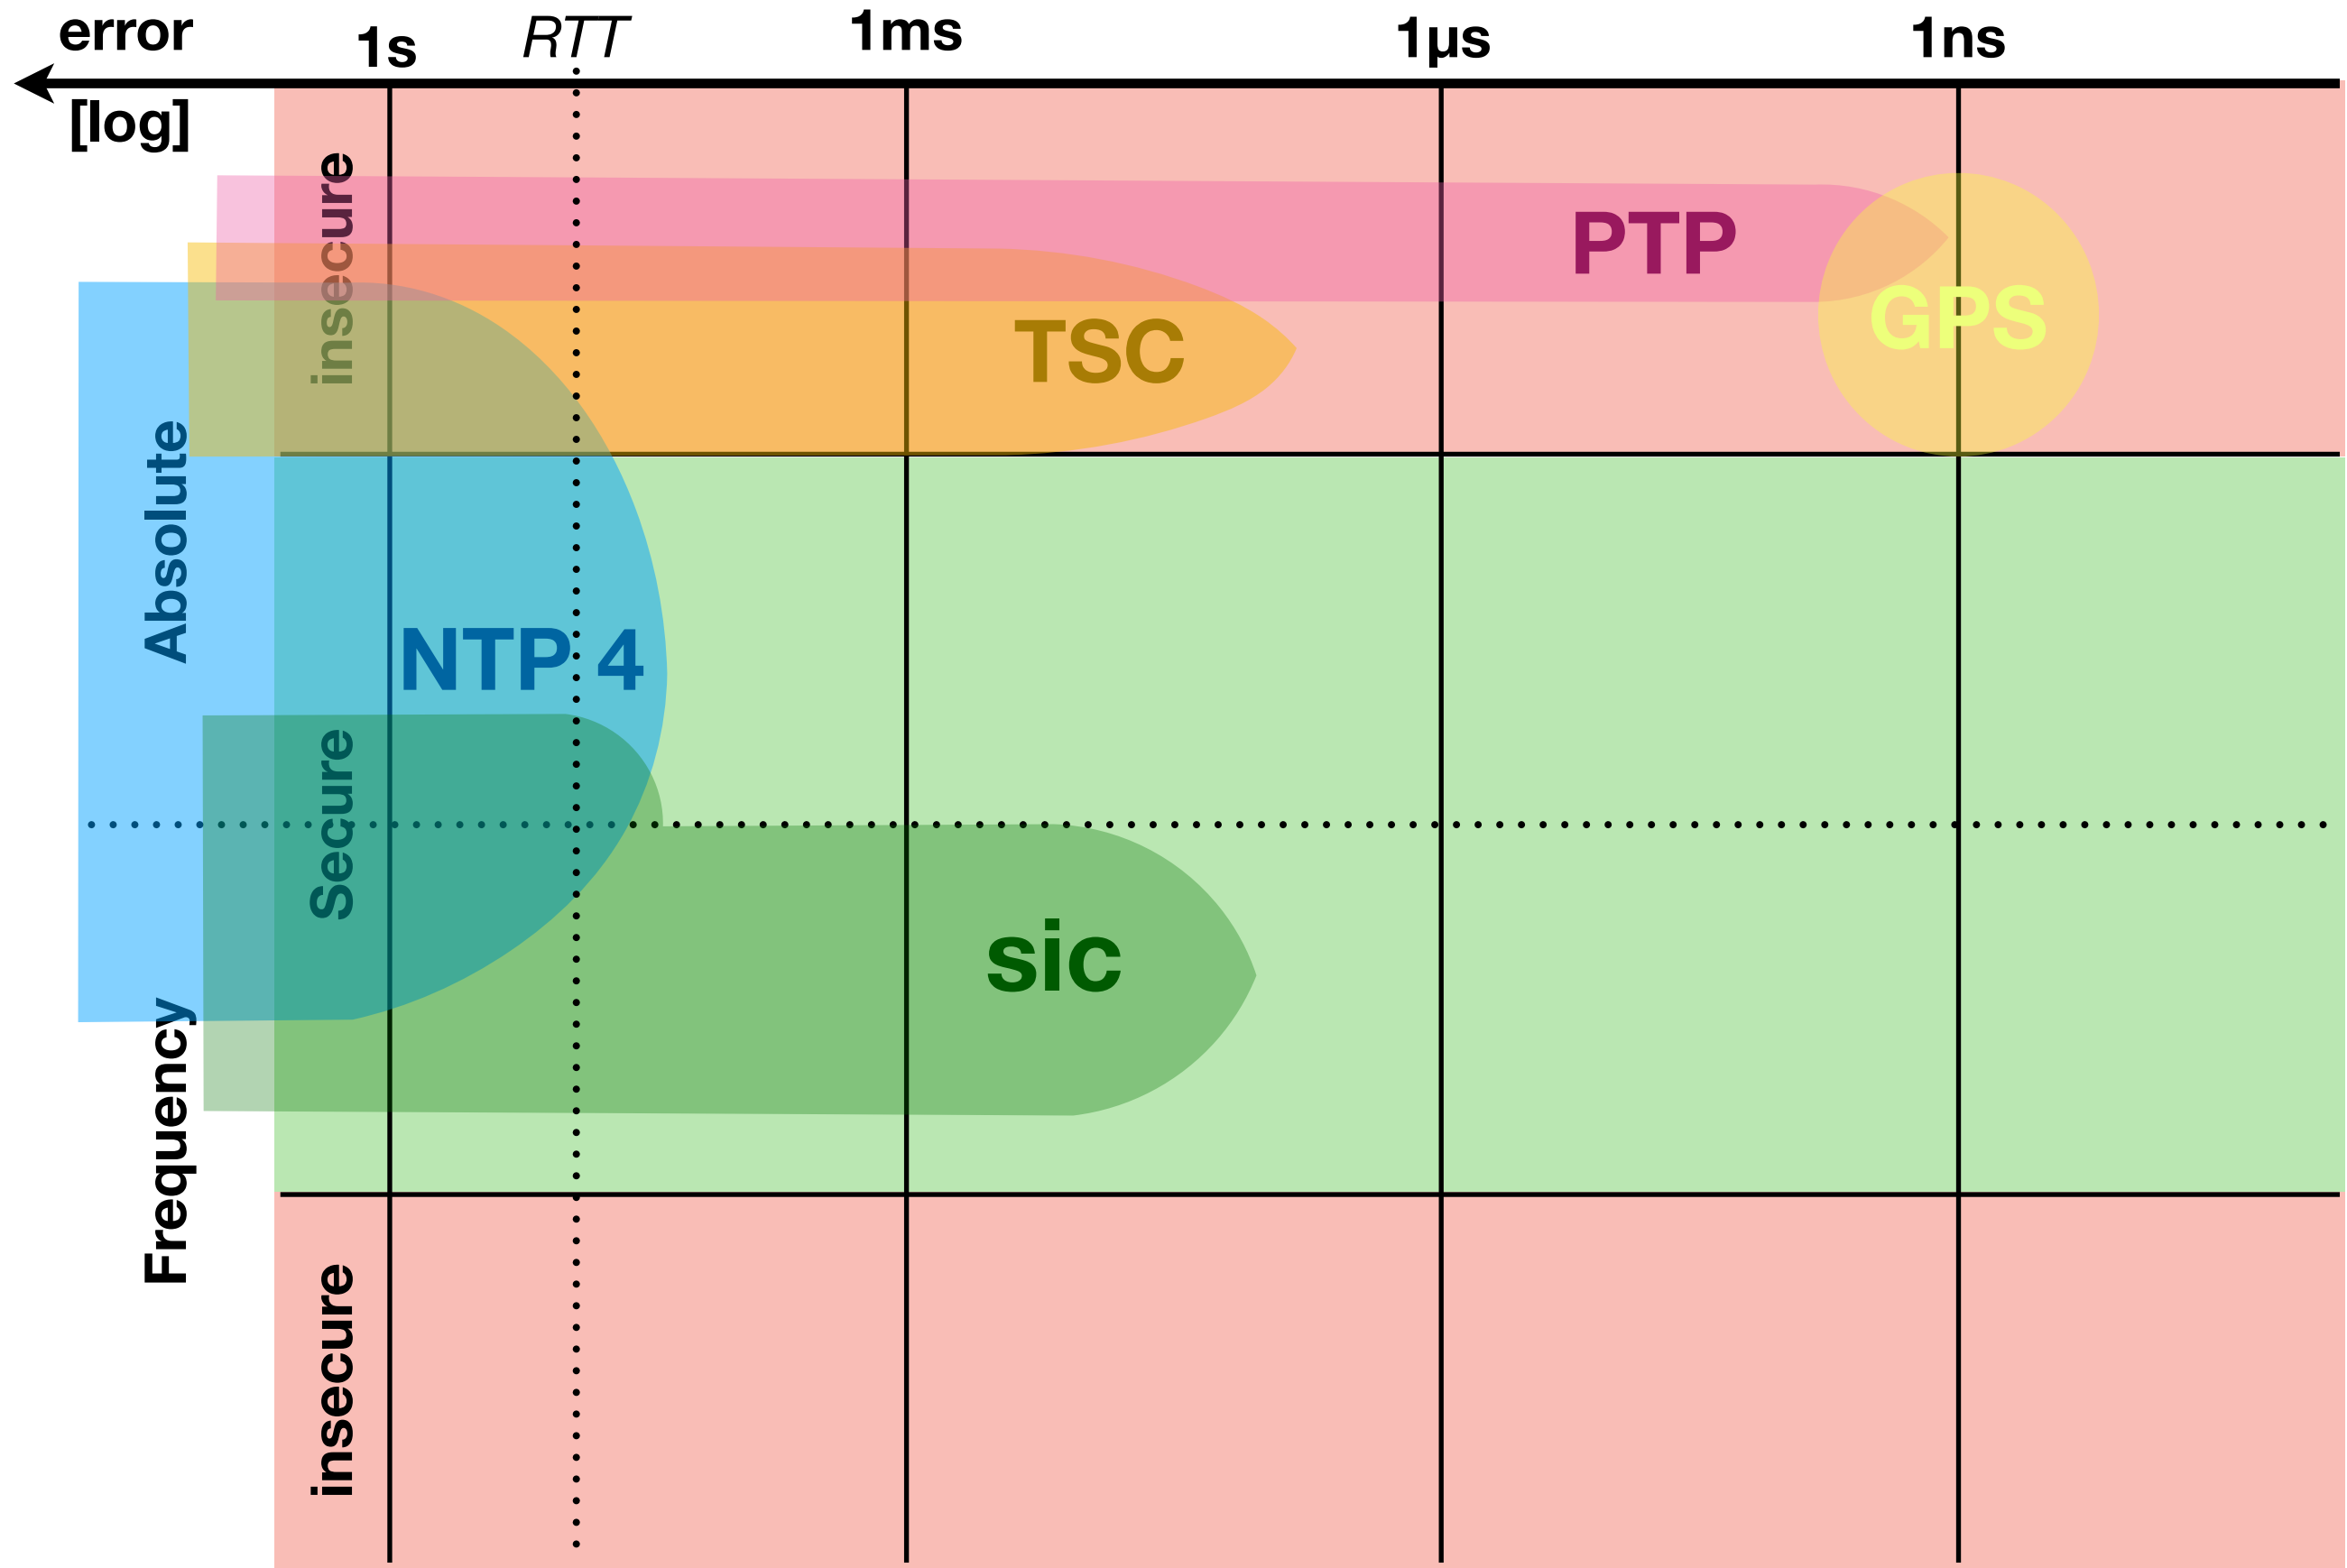 error
1s
RTT
1ms
1µs
1ns
[log]
insecure
PTP
GPS
TSC
Absolute
NTP 4
Secure
sic
Frequency
insecure